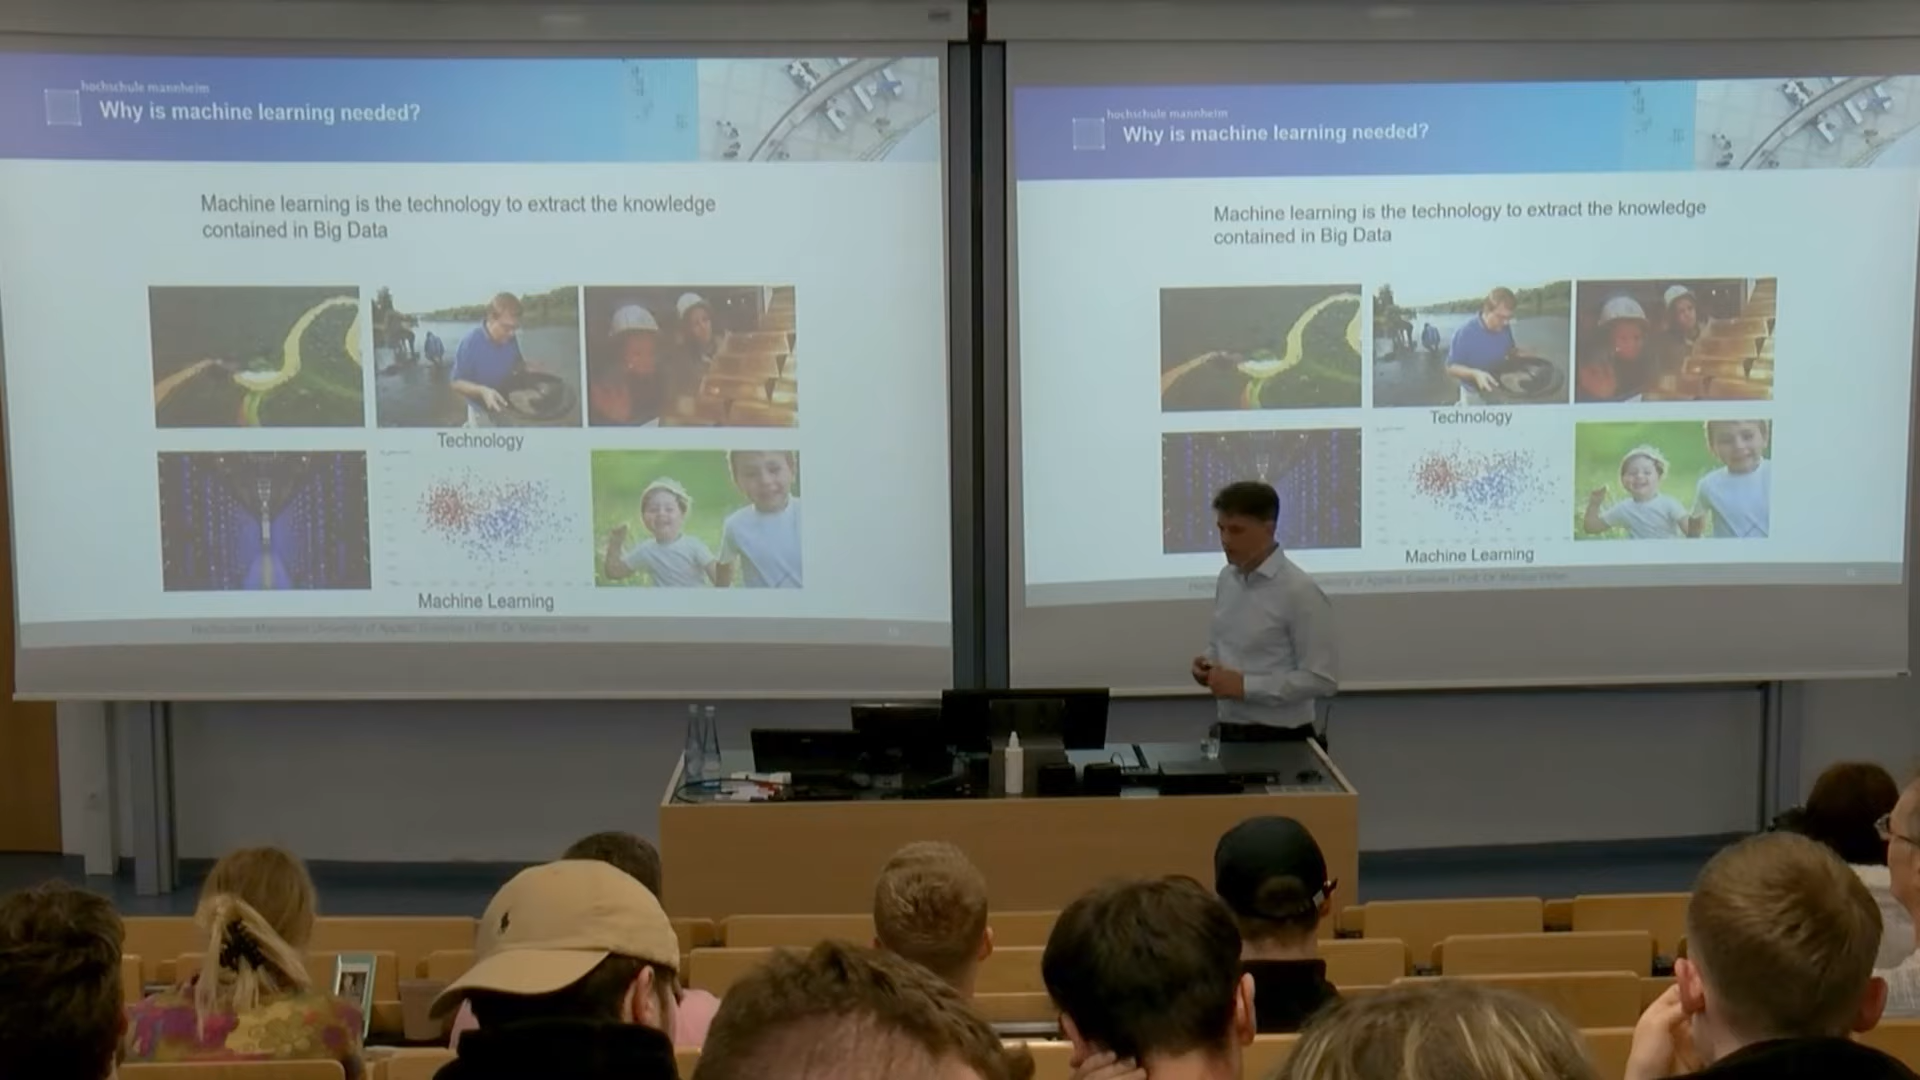 hochschule mannheim
Why is machine learning needed?
Machine learning is the technology to extract the knowledge
contained in Big Data
Technology
Machine Learning
hochschule mannheim
Why is machine learning needed?
Machine learning is the technology to extract the knowledge
contained in Big Data
Technology
Machine Learning